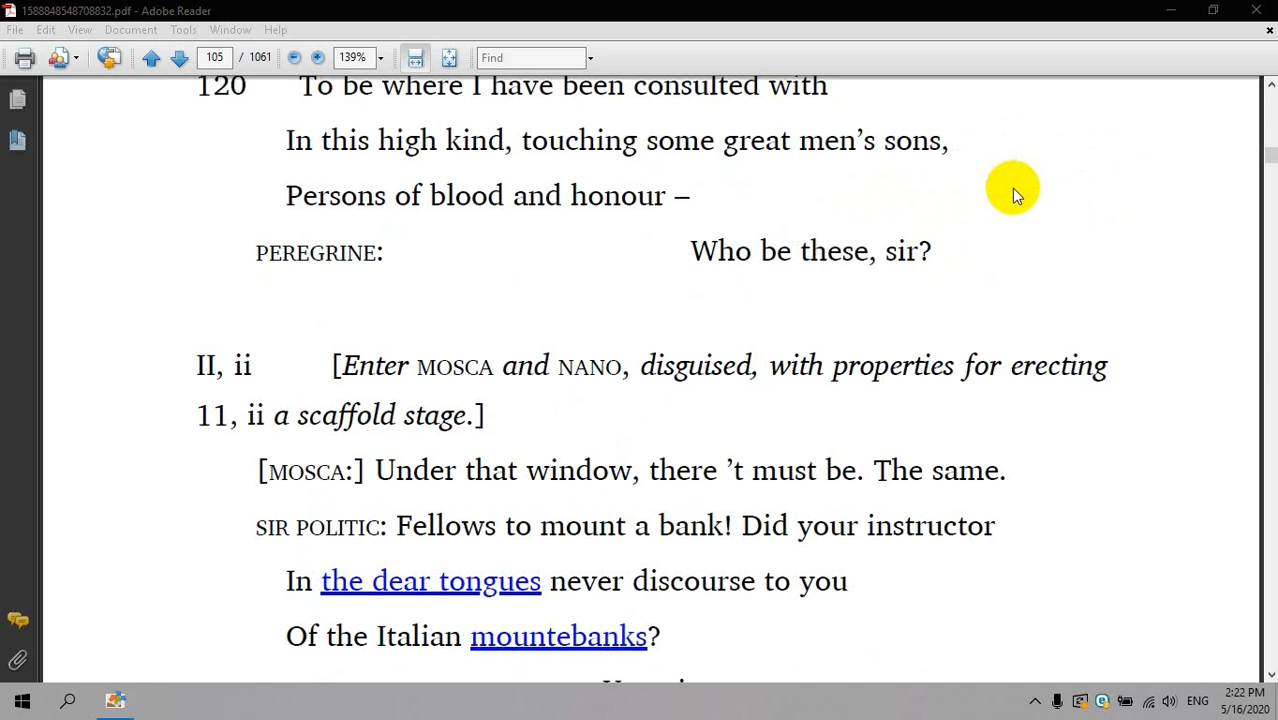 1588848548708832.pdf - Adobe Reader
File Edit View Document Tools Window Help
105 / 1061 139% Find
120 To be where I have been consulted with
In this high kind, touching some great men’s sons,
Persons of blood and honour –
PEREGRINE: Who be these, sir?
II, ii [Enter MOSCA and NANO, disguised, with properties for erecting
11, ii a scaffold stage.]
[MOSCA:] Under that window, there ’t must be. The same.
SIR POLITIC: Fellows to mount a bank! Did your instructor
In the dear tongues never discourse to you
Of the Italian mountebanks?
ENG
2:22 PM
5/16/2020